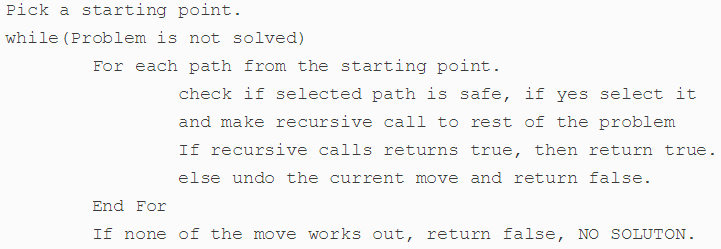 Pick a starting point.
while(Problem is not solved)
For each path from the starting point.
check if selected path is safe, if yes select it
and make recursive call to rest of the problem
If recursive calls returns true, then return true.
else undo the current move and return false.
End For
If none of the move works out, return false, NO SOLUTON.